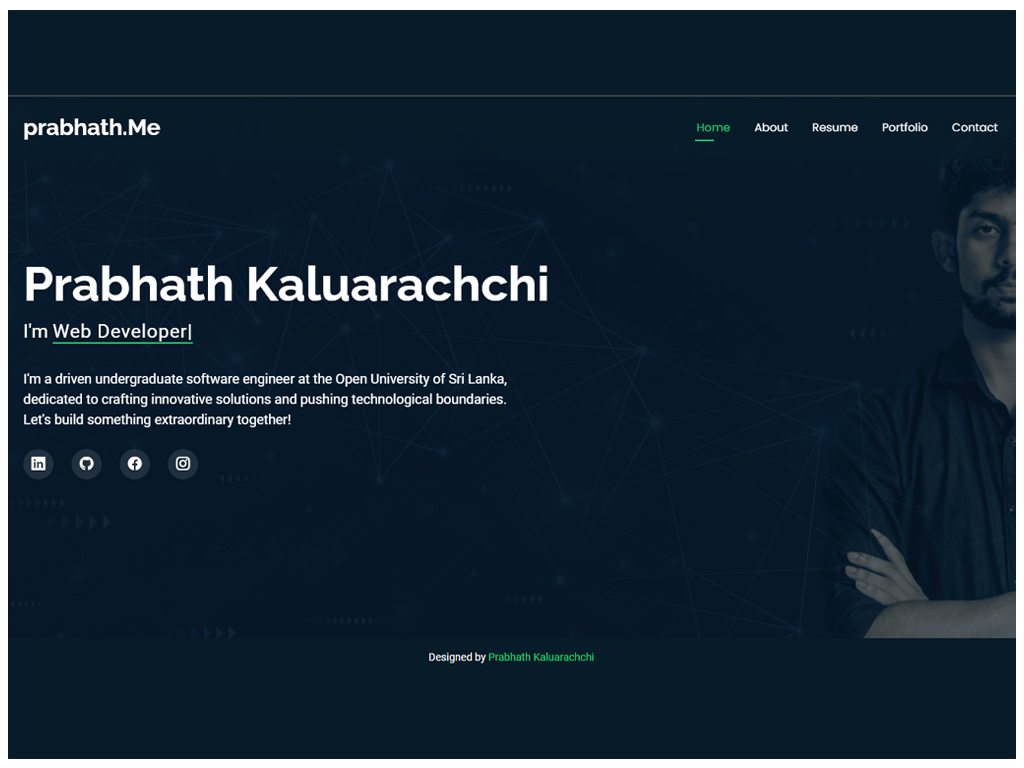 prabhath.Me
Home About Resume Portfolio Contact
Prabhath Kaluarachchi
I'm Web Developer|
I'm a driven undergraduate software engineer at the Open University of Sri Lanka,
dedicated to crafting innovative solutions and pushing technological boundaries.
Let's build something extraordinary together!
Designed by Prabhath Kaluarachchi